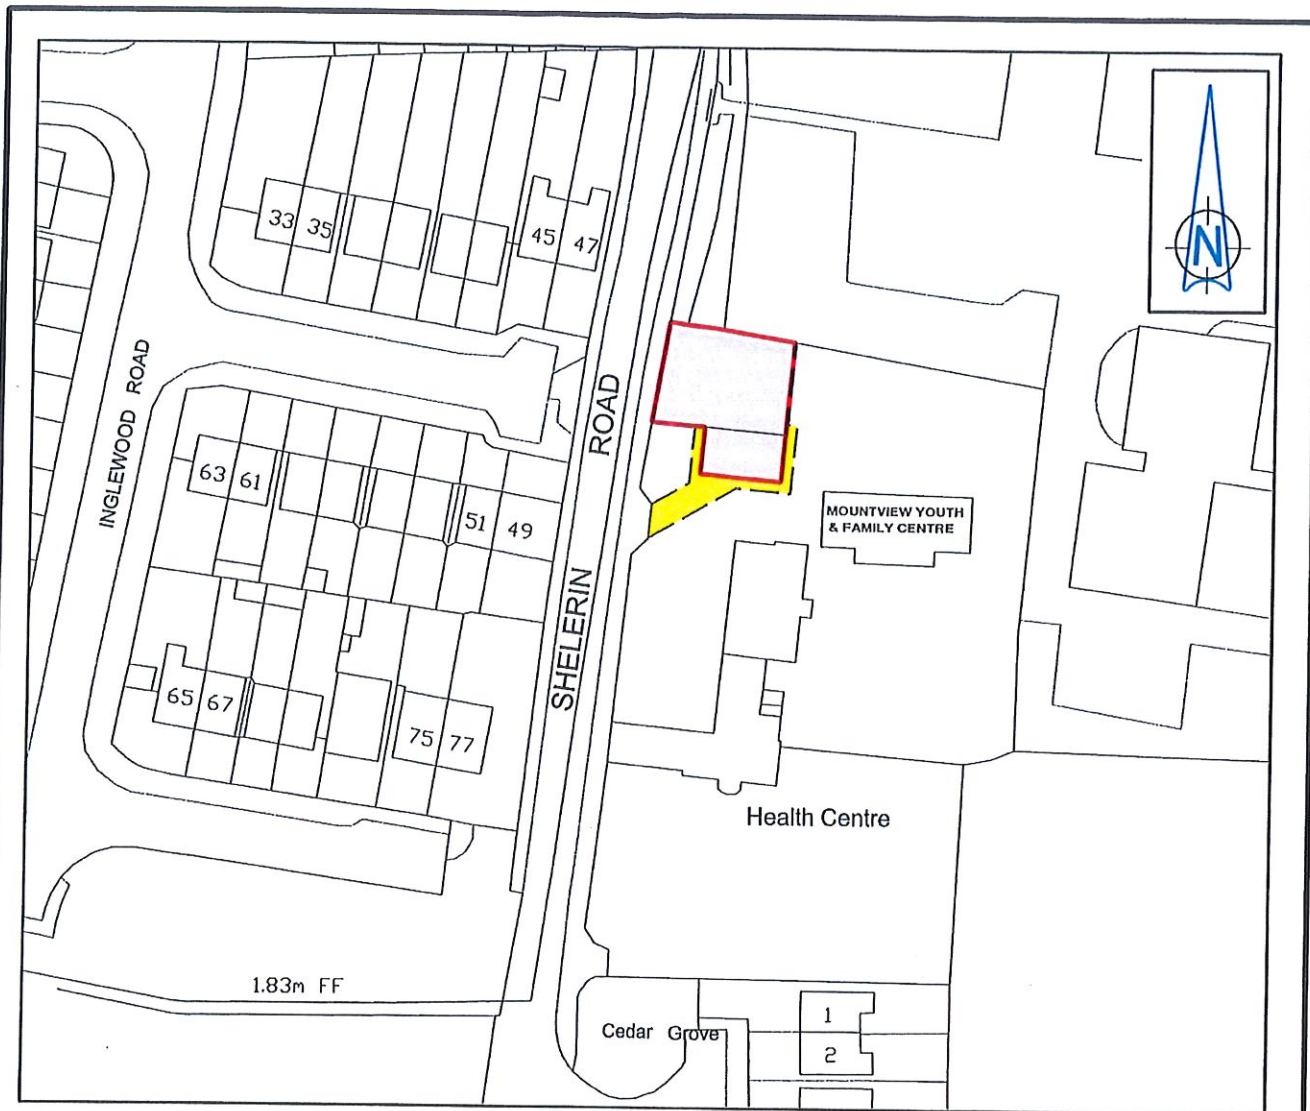 33 35
45 47
N
INGLEWOOD ROAD
SHELERIN ROAD
63 61
51 49
MOUNTVIEW YOUTH
& FAMILY CENTRE
65 67
75 77
Health Centre
1.83m FF
Cedar Grove
1
2